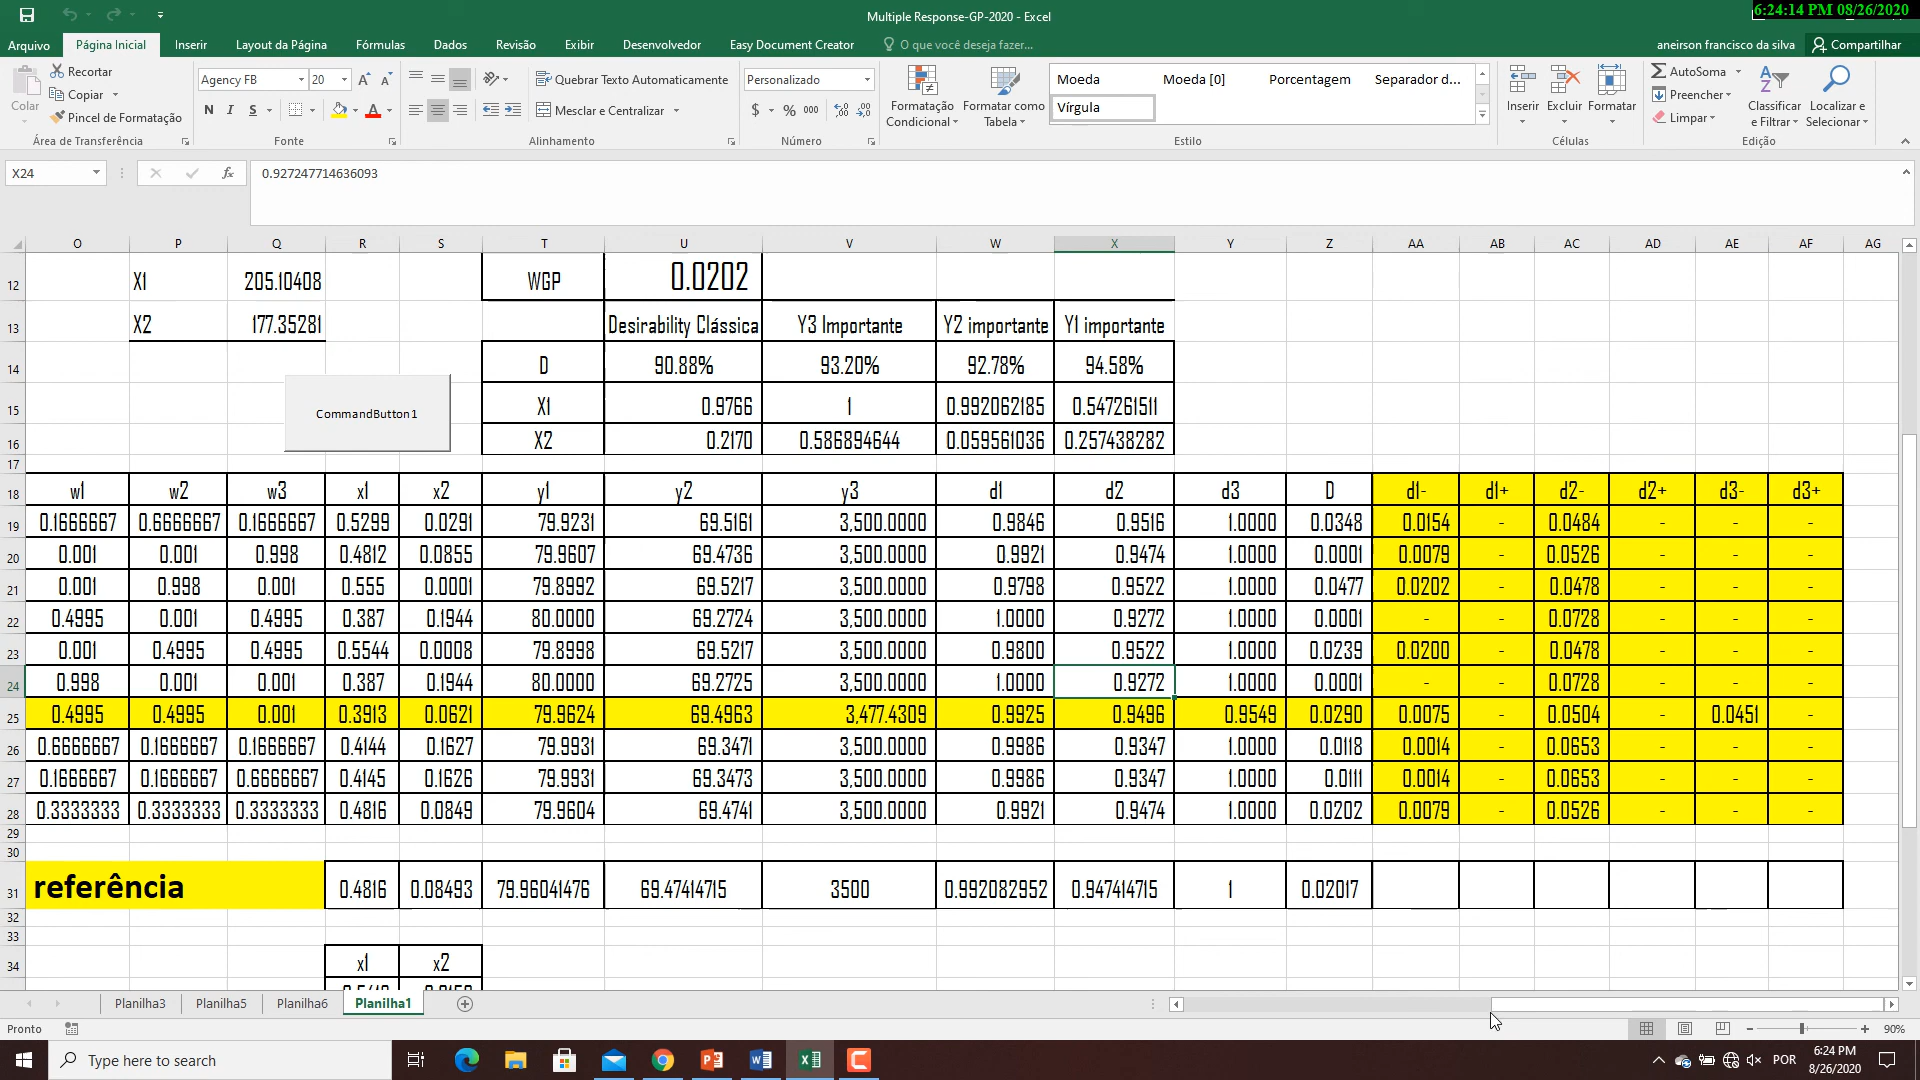 Multiple Response-GP-2020 - Excel
6:24:14 PM 08/26/2020
Arquivo Página Inicial Inserir Layout da Página Fórmulas Dados Revisão Exibir Desenvolvedor Easy Document Creator O que você deseja fazer... aneirson francisco da silva Compartilhar
Colar Recortar Copiar Pincel de Formatação
Agency FB 20
N I S
Quebrar Texto Automaticamente
Mesclar e Centralizar
Personalizado
$ % 000
Formatação Condicional
Formatar como Tabela
Moeda Moeda [0] Porcentagem Separador d...
Vírgula
Inserir Excluir Formatar
AutoSoma
Preencher
Limpar
Classificar e Filtrar
Localizar e Selecionar
Área de Transferência Fonte Alinhamento Número Estilo Células Edição
X24 fx 0.927247714636093
O P Q R S T U V W X Y Z AA AB AC AD AE AF AG
12 X1 205.10408 WGP 0.0202
13 X2 177.35281 Desirability Clássica Y3 Importante Y2 importante Y1 importante
14 D 90.88% 93.20% 92.78% 94.58%
CommandButton1
15 X1 0.9766 1 0.992062185 0.547261511
16 X2 0.2170 0.586894644 0.059561036 0.257438282
17
18 w1 w2 w3 x1 x2 y1 y2 y3 d1 d2 d3 D d1- d1+ d2- d2+ d3- d3+
19 0.1666667 0.6666667 0.1666667 0.5299 0.0291 79.9231 69.5161 3,500.0000 0.9846 0.9516 1.0000 0.0348 0.0154 - 0.0484 - - -
20 0.001 0.001 0.998 0.4812 0.0855 79.9607 69.4736 3,500.0000 0.9921 0.9474 1.0000 0.0001 0.0079 - 0.0526 - - -
21 0.001 0.998 0.001 0.555 0.0001 79.8992 69.5217 3,500.0000 0.9798 0.9522 1.0000 0.0477 0.0202 - 0.0478 - - -
22 0.4995 0.001 0.4995 0.387 0.1944 80.0000 69.2724 3,500.0000 1.0000 0.9272 1.0000 0.0001 - - 0.0728 - - -
23 0.001 0.4995 0.4995 0.5544 0.0008 79.8998 69.5217 3,500.0000 0.9800 0.9522 1.0000 0.0239 0.0200 - 0.0478 - - -
24 0.998 0.001 0.001 0.387 0.1944 80.0000 69.2725 3,500.0000 1.0000 0.9272 1.0000 0.0001 - - 0.0728 - - -
25 0.4995 0.4995 0.001 0.3913 0.0621 79.9624 69.4963 3,477.4309 0.9925 0.9496 0.9549 0.0290 0.0075 - 0.0504 - 0.0451 -
26 0.6666667 0.1666667 0.1666667 0.4144 0.1627 79.9931 69.3471 3,500.0000 0.9986 0.9347 1.0000 0.0118 0.0014 - 0.0653 - - -
27 0.1666667 0.1666667 0.6666667 0.4145 0.1626 79.9931 69.3473 3,500.0000 0.9986 0.9347 1.0000 0.0111 0.0014 - 0.0653 - - -
28 0.3333333 0.3333333 0.3333333 0.4816 0.0849 79.9604 69.4741 3,500.0000 0.9921 0.9474 1.0000 0.0202 0.0079 - 0.0526 - - -
29
30
31 referência 0.4816 0.08493 79.96041476 69.47414715 3500 0.992082952 0.947414715 1 0.02017
32
33
34 x1 x2
Planilha3 Planilha5 Planilha6 Planilha1
Pronto 90%
Type here to search POR 6:24 PM
8/26/2020